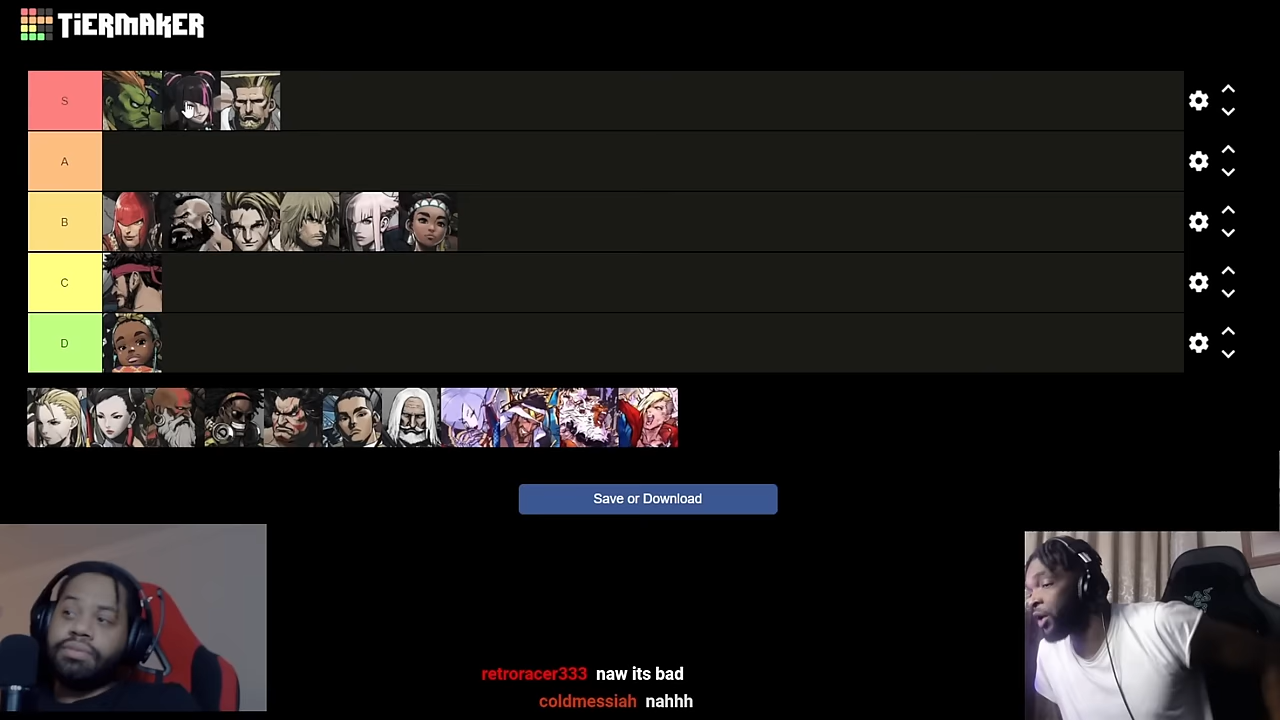 TiERMAKER
S
A
B
C
D
Save or Download
retroracer333 naw its bad
coldmessiah nahhh